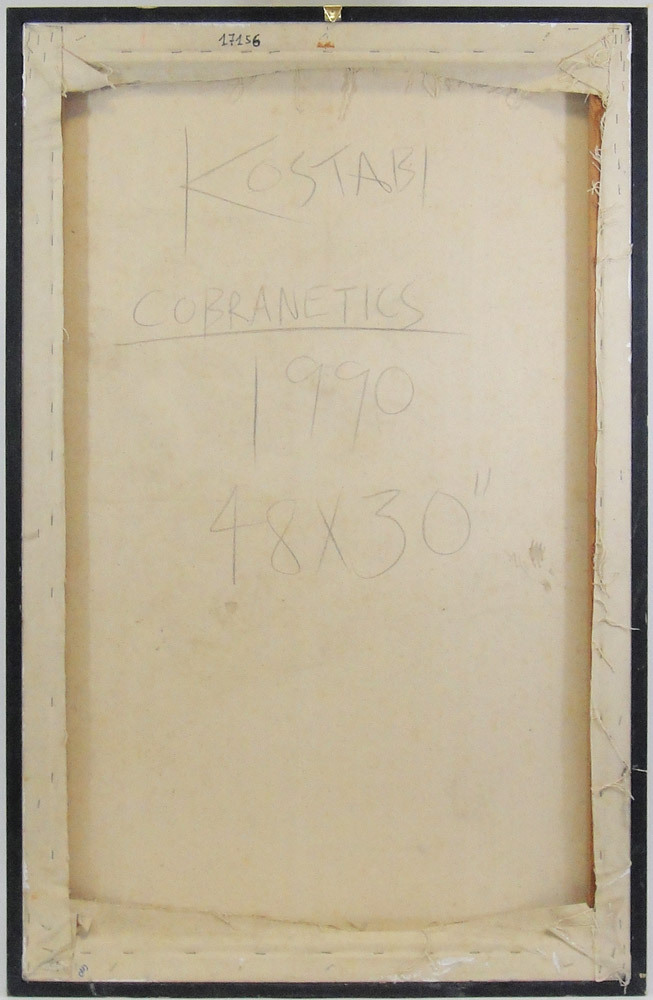 17156
KOSTABI
COBRANETICS
1990
48X30"